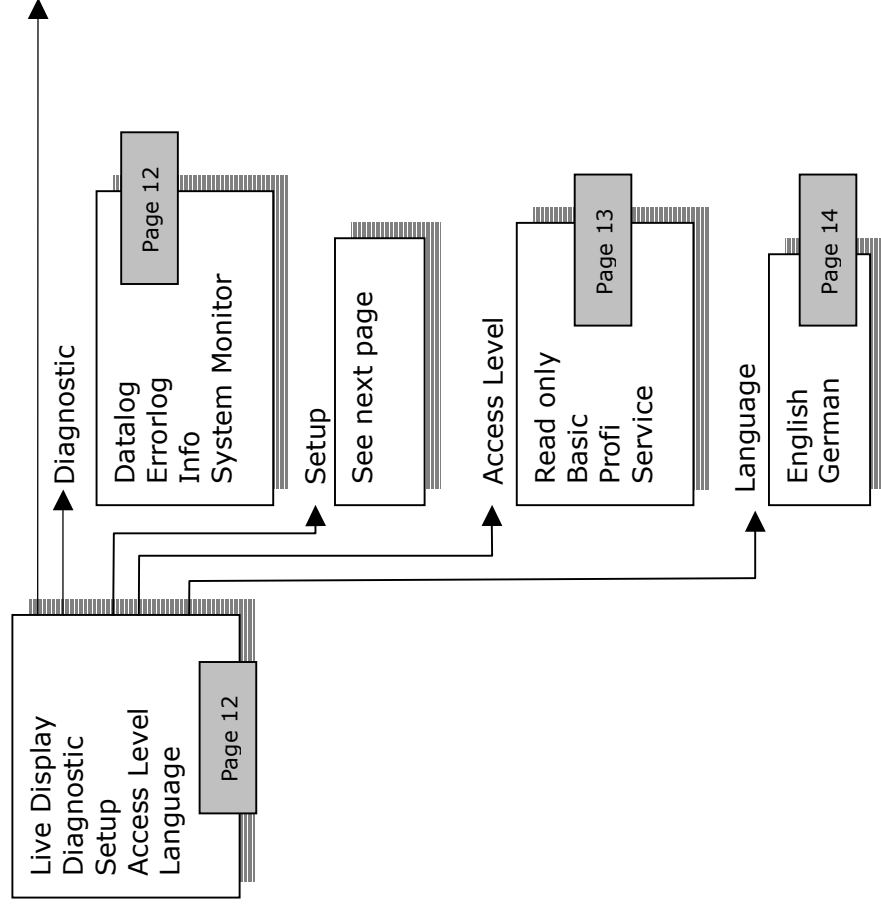 Live Display
Diagnostic
Setup
Access Level
Language
Page 12
Diagnostic
Datalog
Errorlog
Info
System Monitor
Page 12
Setup
See next page
Access Level
Read only
Basic
Profi
Service
Page 13
Language
English
German
Page 14